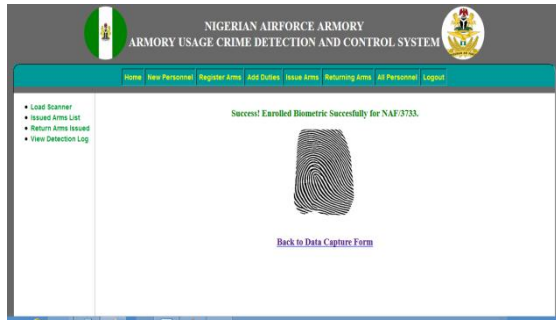 NIGERIAN AIRFORCE ARMORY
ARMORY USAGE CRIME DETECTION AND CONTROL SYSTEM
Home New Personnel Register Arms Add Duties Issue Arms Returning Arms All Personnel Logout
Load Scanner
Issued Arms List
Return Arms Issued
View Detection Log
Success! Enrolled Biometric Succesfully for NAF/3733.
Back to Data Capture Form